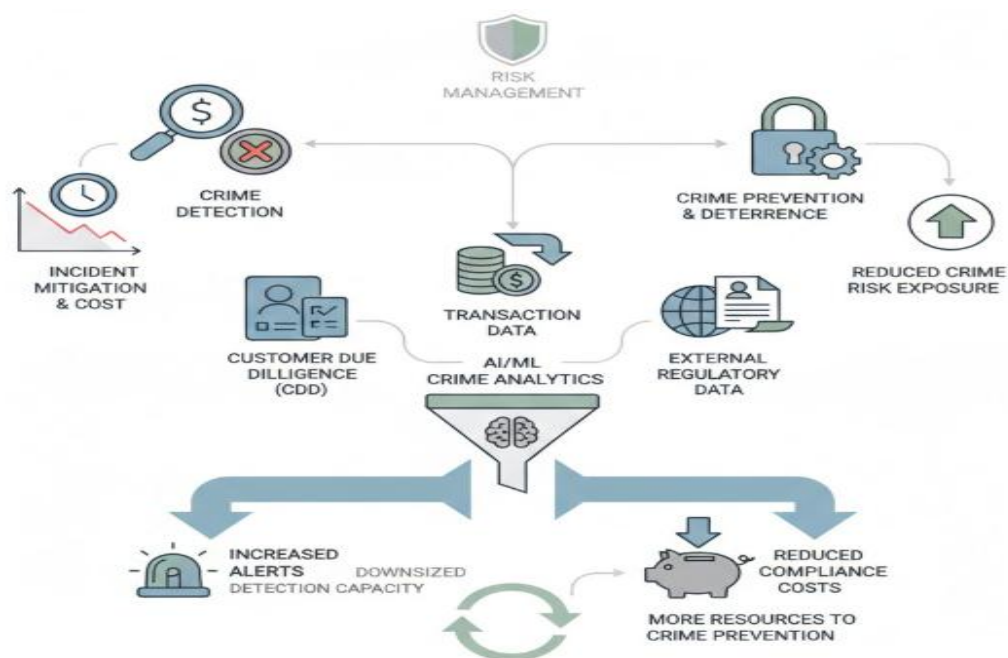 RISK
MANAGEMENT
$
CRIME
DETECTION
CRIME PREVENTION
& DETERRENCE
INCIDENT
MITIGATION
& COST
REDUCED CRIME
RISK EXPOSURE
$
TRANSACTION
DATA
CUSTOMER DUE
DILLIGENCE
(CDD)
EXTERNAL
REGULATORY
DATA
AI/ML
CRIME ANALYTICS
INCREASED
ALERTS DOWNSIZED
DETECTION CAPACITY
REDUCED
COMPLIANCE
COSTS
MORE RESOURCES TO
CRIME PREVENTION